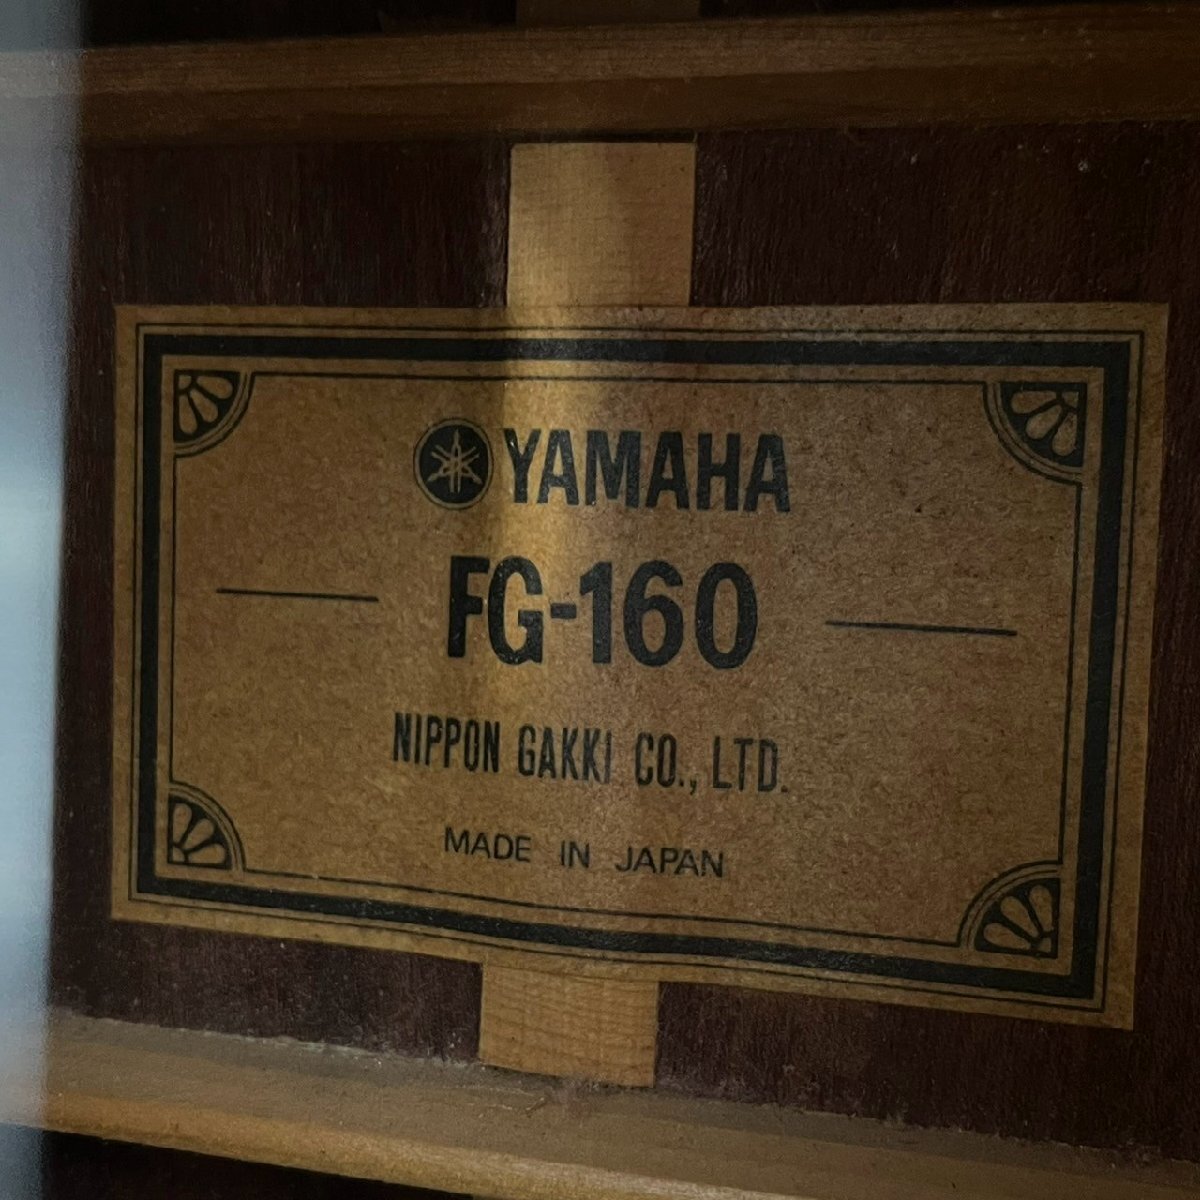 YAMAHA
FG-160
NIPPON GAKKI CO., LTD.
MADE IN JAPAN